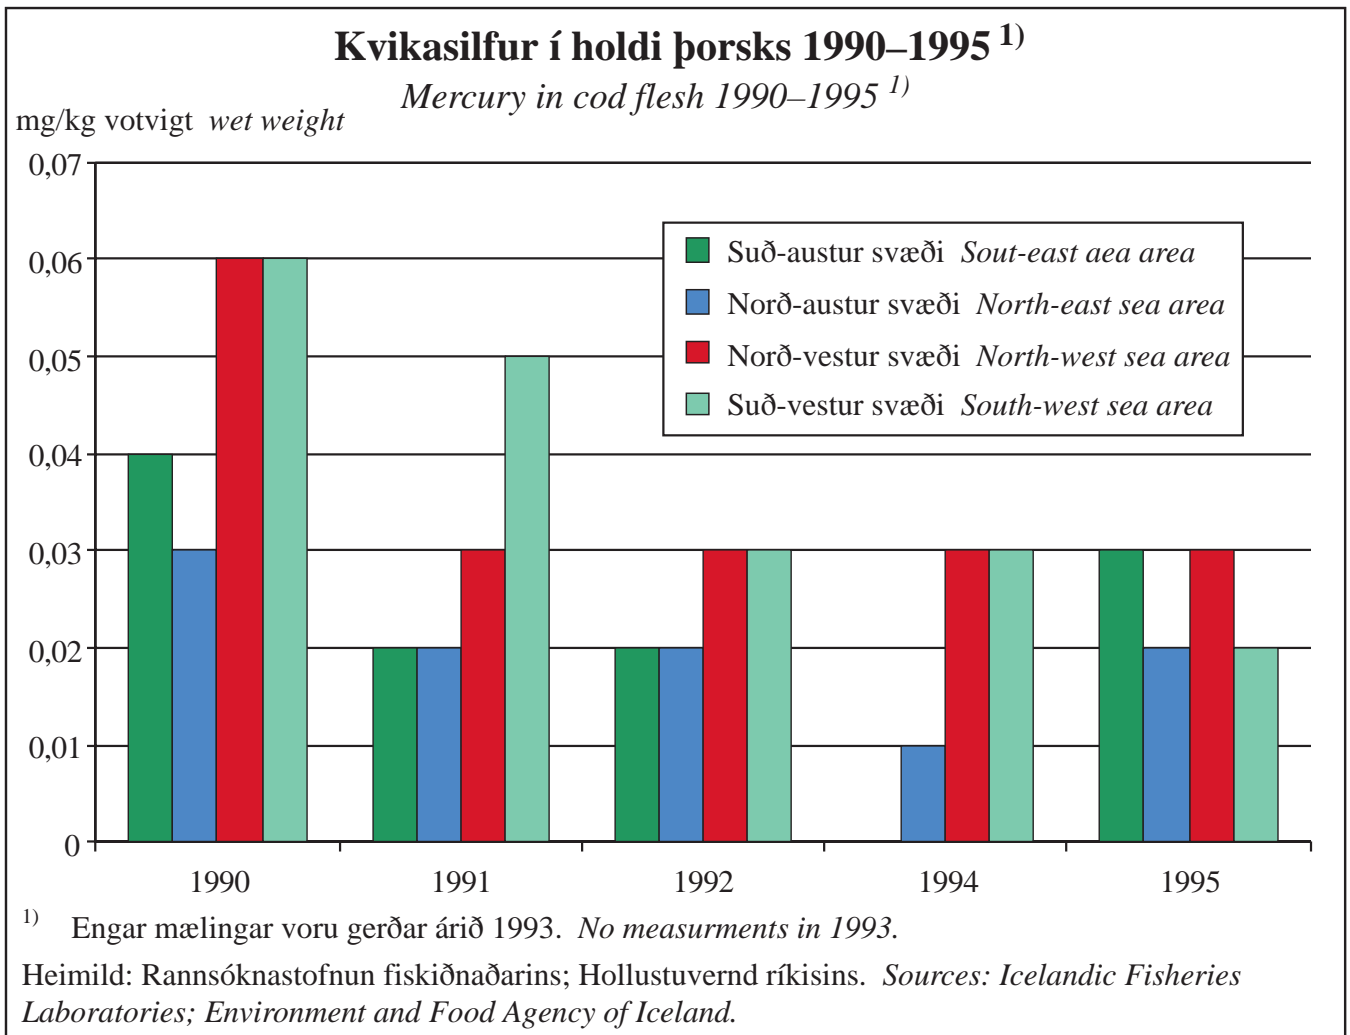 Kvikasilfur í holdi þorsks 1990–1995 1)
Mercury in cod flesh 1990–1995 1)
mg/kg votvigt wet weight
0,07
0,06
0,05
0,04
0,03
0,02
0,01
0
Suð-austur svæði Sout-east aea area
Norð-austur svæði North-east sea area
Norð-vestur svæði North-west sea area
Suð-vestur svæði South-west sea area
1990 1991 1992 1994 1995
1) Engar mælingar voru gerðar árið 1993. No measurments in 1993.
Heimild: Rannsóknastofnun fiskiðnaðarins; Hollustuvernd ríkisins. Sources: Icelandic Fisheries
Laboratories; Environment and Food Agency of Iceland.